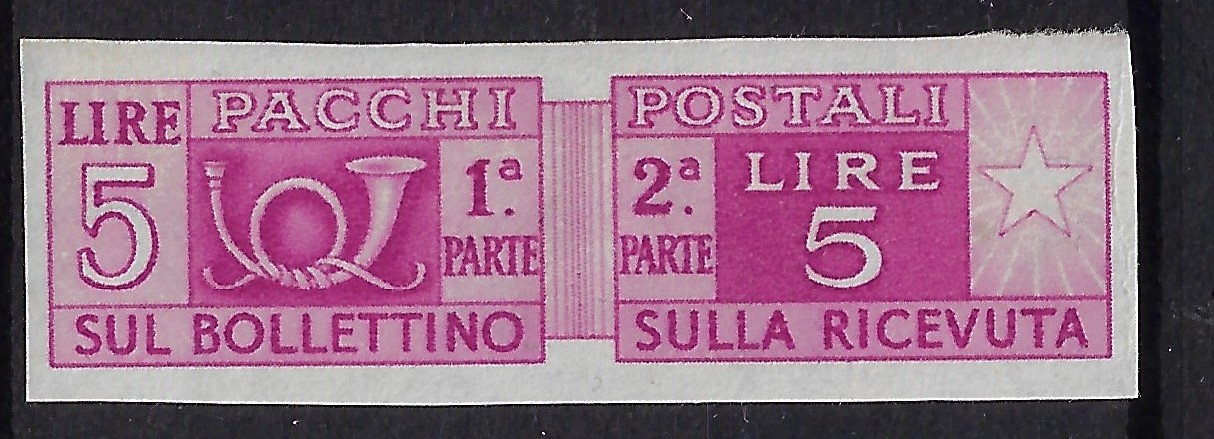 LIRE PACCHI
5 1.ª
PARTE
SUL BOLLETTINO
POSTALI
2.ª LIRE
PARTE 5
SULLA RICEVUTA